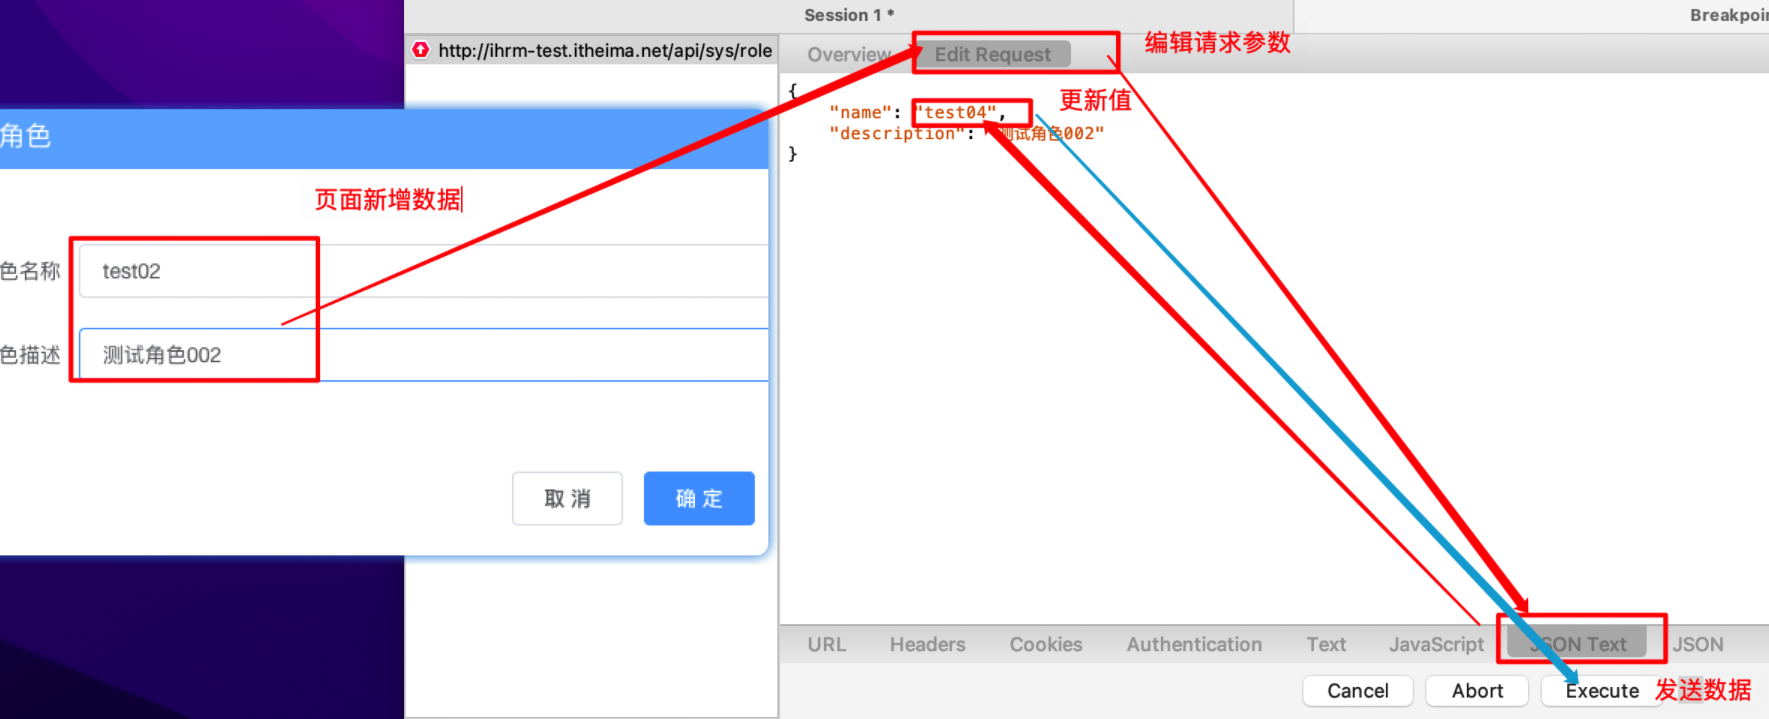 Session 1 *
Breakpoin
http://ihrm-test.itheima.net/api/sys/role
Overview
Edit Request
编辑请求参数
{
"name": "test04",
更新值
"description": "测试角色002"
}
角色
页面新增数据
色名称
test02
色描述
测试角色002
取 消
确 定
URL
Headers
Cookies
Authentication
Text
JavaScript
JSON Text
JSON
Cancel
Abort
Execute
发送数据